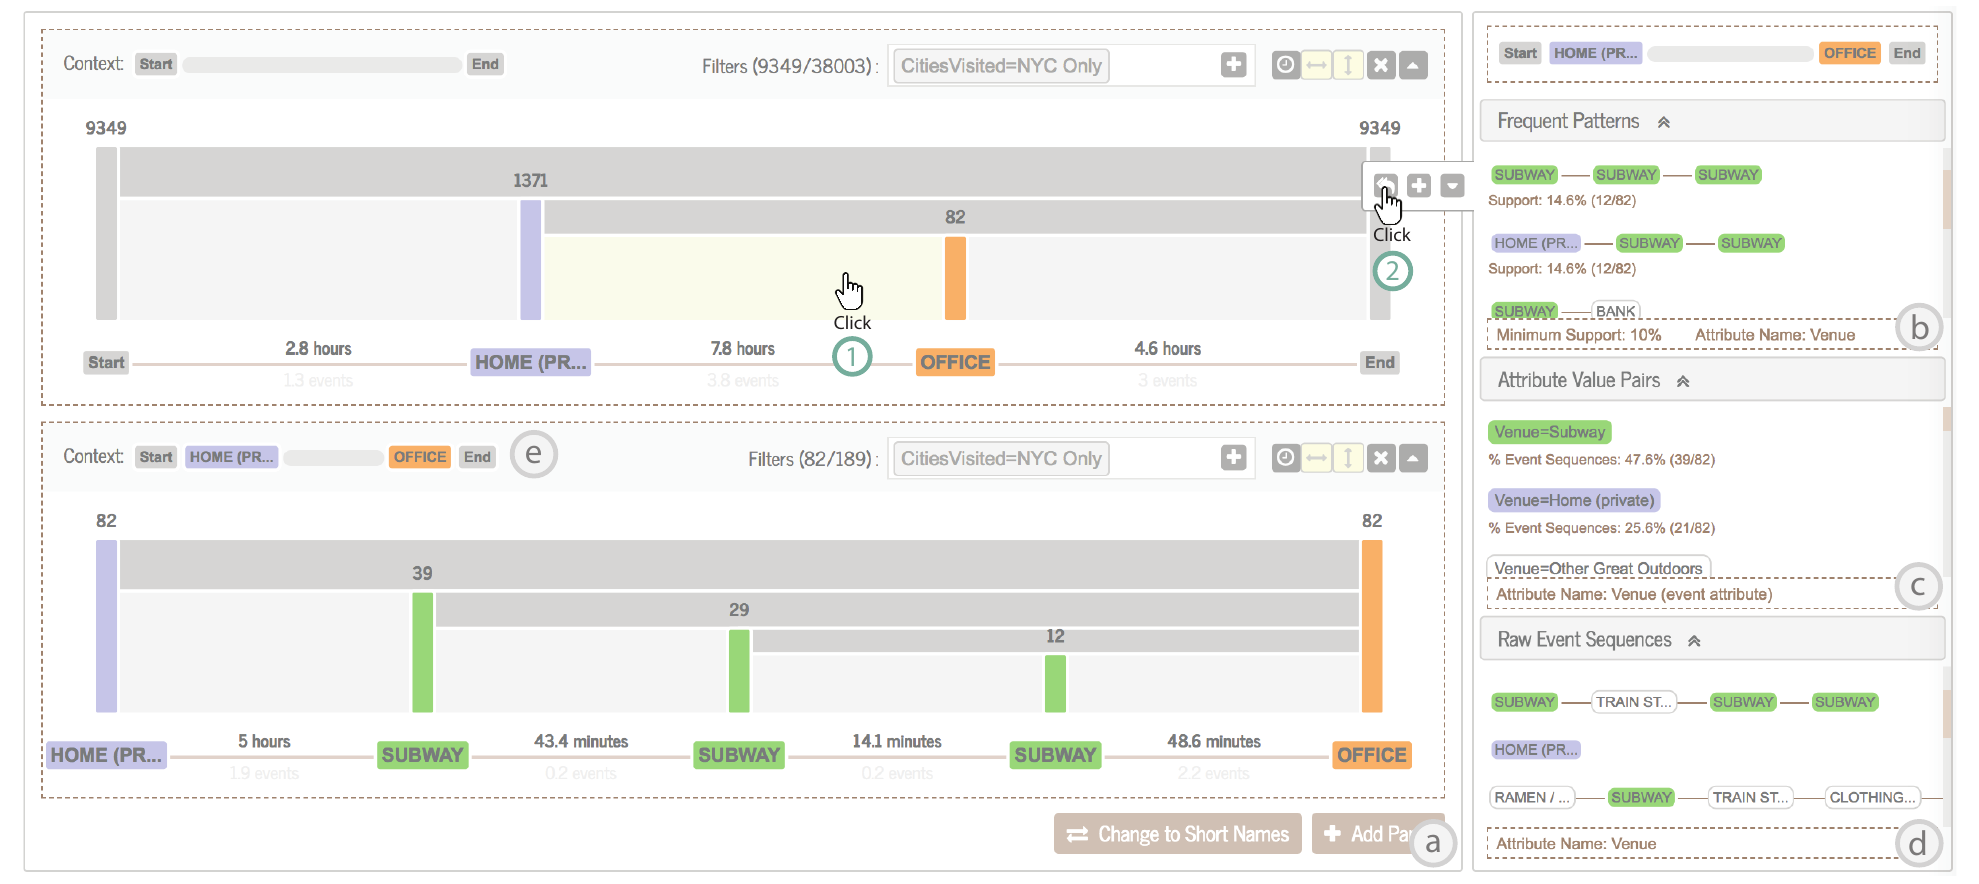 Context: Start End Filters (9349/38003) : CitiesVisited=NYC Only
9349 9349
1371
82
Click
2
Click
1
2.8 hours 7.8 hours 4.6 hours
Start HOME (PR... OFFICE End
1.3 events 3.8 events 3 events
Context: Start HOME (PR... OFFICE End e Filters (82/189) : CitiesVisited=NYC Only
82 82
39
29
12
5 hours 43.4 minutes 14.1 minutes 48.6 minutes
HOME (PR... SUBWAY SUBWAY SUBWAY OFFICE
1.9 events 0.2 events 0.2 events 2.2 events
Change to Short Names Add Pa
a
Start HOME (PR... OFFICE End
Frequent Patterns
SUBWAY SUBWAY SUBWAY
Support: 14.6% (12/82)
HOME (PR... SUBWAY SUBWAY
Support: 14.6% (12/82)
SUBWAY BANK
Minimum Support: 10% Attribute Name: Venue
b
Attribute Value Pairs
Venue=Subway
% Event Sequences: 47.6% (39/82)
Venue=Home (private)
% Event Sequences: 25.6% (21/82)
Venue=Other Great Outdoors
Attribute Name: Venue (event attribute)
c
Raw Event Sequences
SUBWAY TRAIN ST... SUBWAY SUBWAY
HOME (PR...
RAMEN / ... SUBWAY TRAIN ST... CLOTHING...
Attribute Name: Venue
d